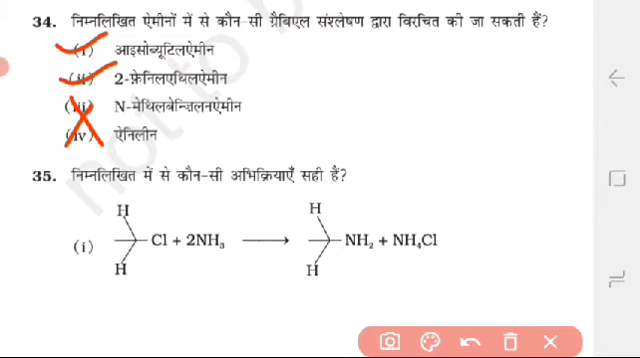 34. निम्नलिखित ऐमीनों में से कौन-सी ग्रैबिएल संश्लेषण द्वारा विरचित की जा सकती हैं?
(i) आइसोब्यूटिलऐमीन
(ii) 2-फ़ेनिलएथिलऐमीन
(iii) N-मेथिलबेन्ज़िलनऐमीन
(iv) ऐनिलीन
35. निम्नलिखित में से कौन-सी अभिक्रियाएँ सही हैं?
H H
(i) Cl + 2NH₃ ⟶ NH₂ + NH₄Cl
H H